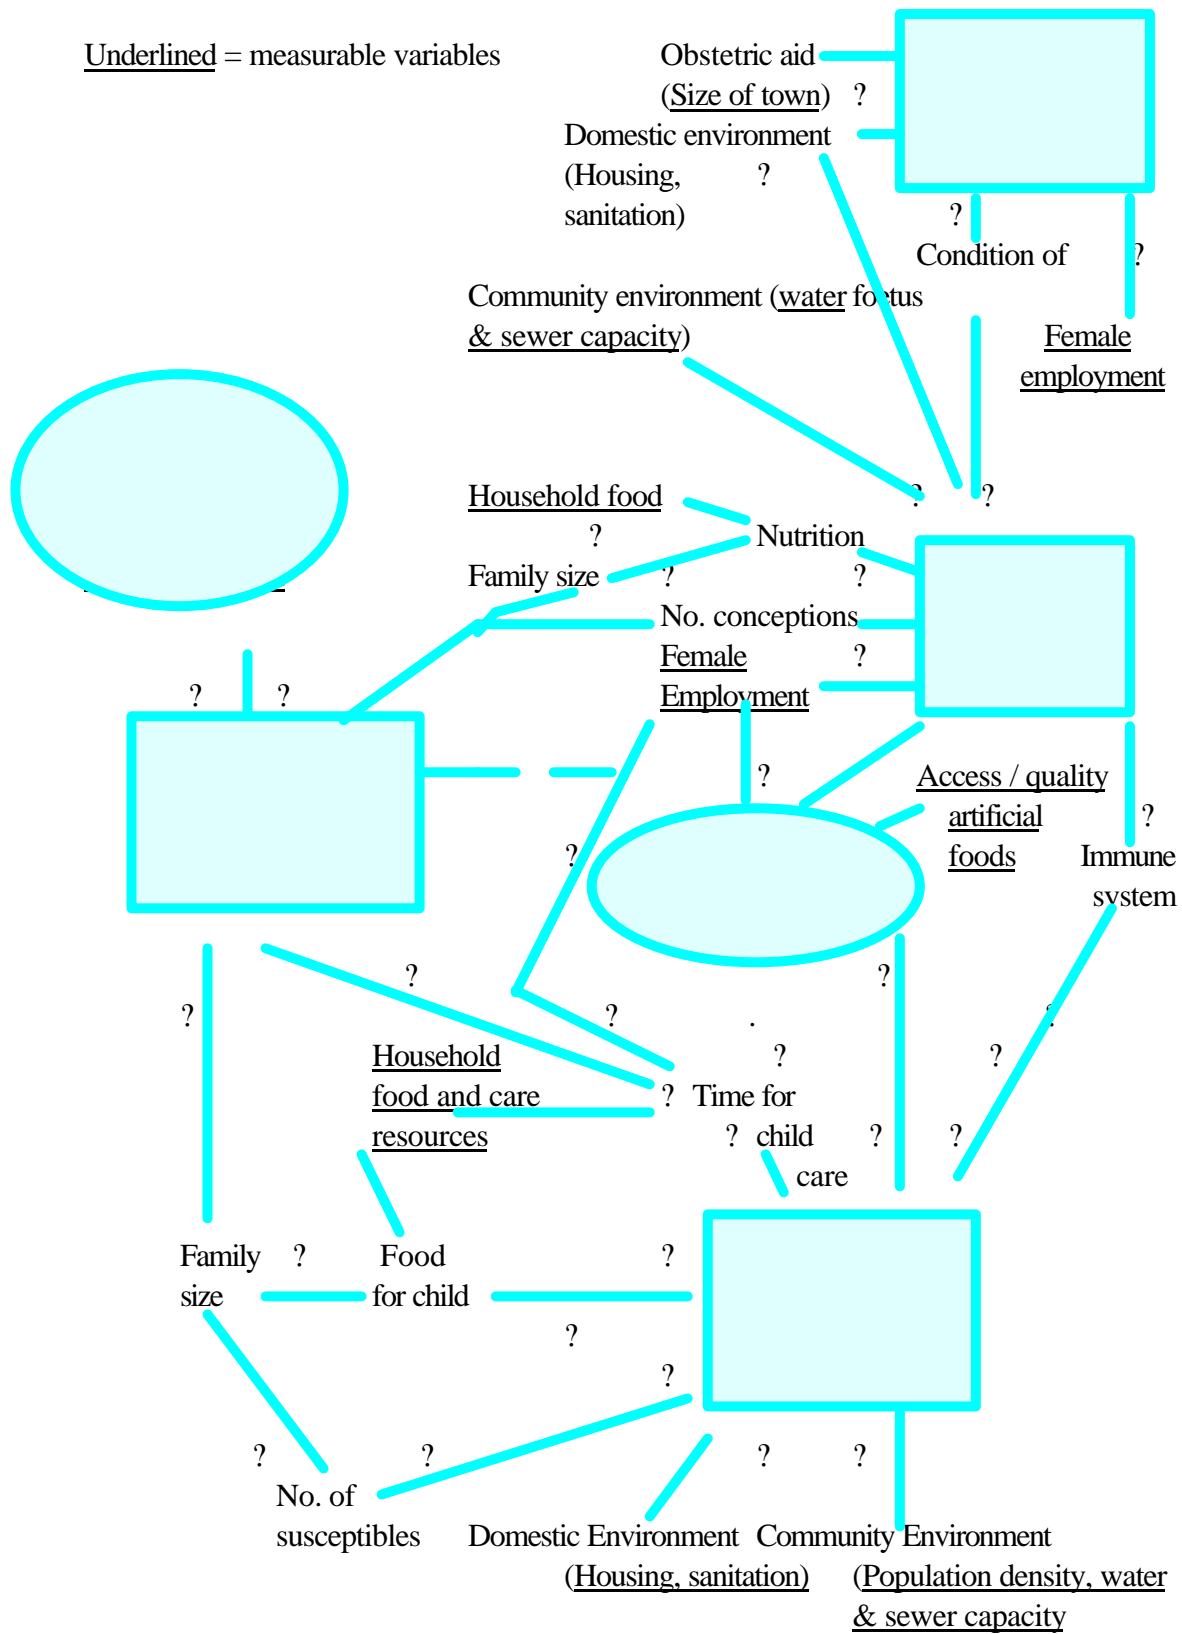 Underlined = measurable variables
Obstetric aid
(Size of town) ?
Domestic environment
(Housing, ?
sanitation)
?
Condition of ?
Community environment (water foetus
& sewer capacity)
Female
employment
? ?
Household food
? Nutrition
Family size ? ?
No. conceptions
Female ?
Employment
? ?
?
Access / quality
artificial ?
foods
? Immune
system
? ?
? ? . ?
Household ? ?
food and care ? Time for
resources ? child ? ?
care
Family ? Food ?
size for child
?
?
? ? ? ?
No. of
susceptibles Domestic Environment Community Environment
(Housing, sanitation) (Population density, water
& sewer capacity